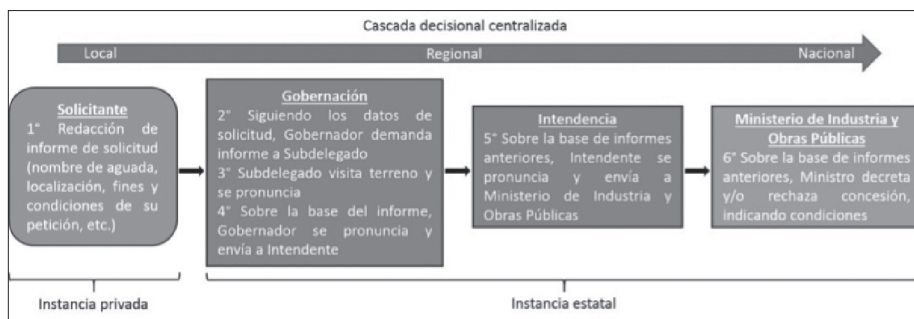 Cascada decisional centralizada
Local
Regional
Nacional
Solicitante
1° Redacción de
informe de solicitud
(nombre de aguada,
localización, fines y
condiciones de su
petición, etc.)
Gobernación
2° Siguiendo los datos de
solicitud, Gobernador demanda
informe a Subdelegado
3° Subdelegado visita terreno y
se pronuncia
4° Sobre la base del informe,
Gobernador se pronuncia y
envía a Intendente
Intendencia
5° Sobre la base de informes
anteriores, Intendente se
pronuncia y envía a
Ministerio de Industria y
Obras Públicas
Ministerio de Industria y
Obras Públicas
6° Sobre la base de informes
anteriores, Ministro decreta
y/o rechaza concesión,
indicando condiciones
Instancia privada
Instancia estatal